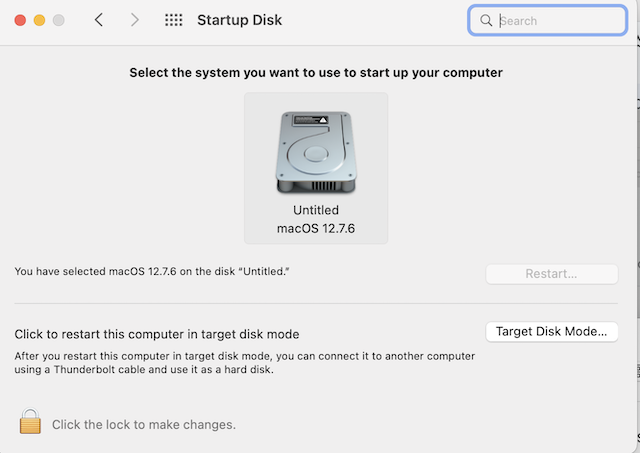 Startup Disk
Search
Select the system you want to use to start up your computer
Untitled
macOS 12.7.6
You have selected macOS 12.7.6 on the disk “Untitled.”
Restart...
Click to restart this computer in target disk mode
Target Disk Mode...
After you restart this computer in target disk mode, you can connect it to another computer
using a Thunderbolt cable and use it as a hard disk.
Click the lock to make changes.